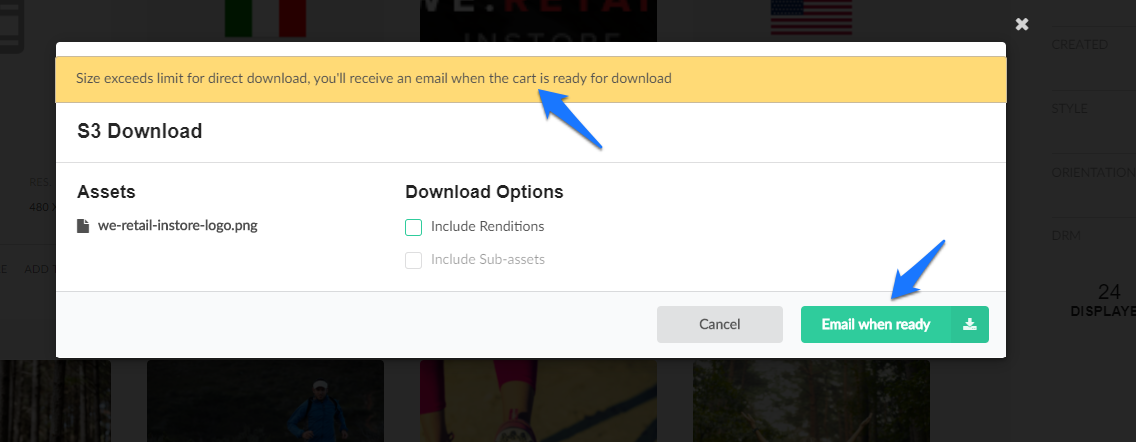 WE.RETAIL
INSTORE
CREATED
Size exceeds limit for direct download, you'll receive an email when the cart is ready for download
STYLE
S3 Download
ORIENTATION
Assets
Download Options
we-retail-instore-logo.png
Include Renditions
Include Sub-assets
RES
480 X
DRM
ADD T
24
DISPLAYE
Cancel
Email when ready